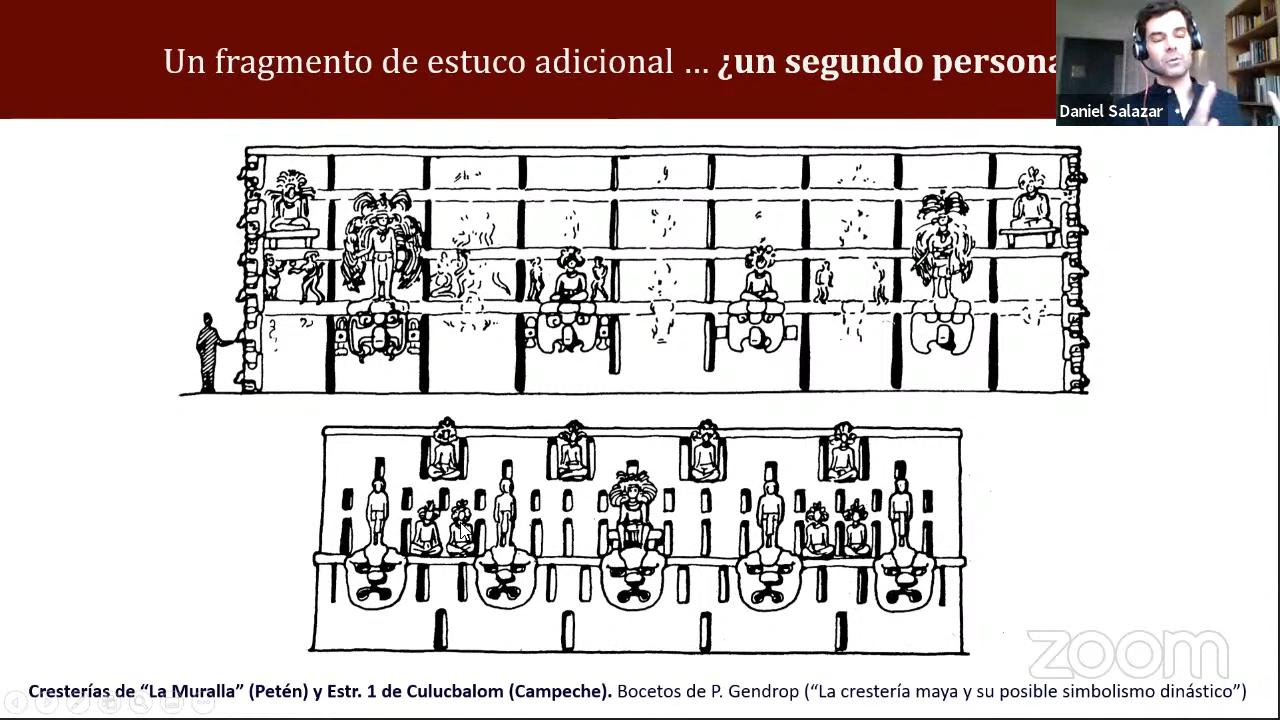 Un fragmento de estuco adicional … ¿un segundo persona
Daniel Salazar
zoom
Cresterías de “La Muralla” (Petén) y Estr. 1 de Culucbalom (Campeche). Bocetos de P. Gendrop (“La crestería maya y su posible simbolismo dinástico”)